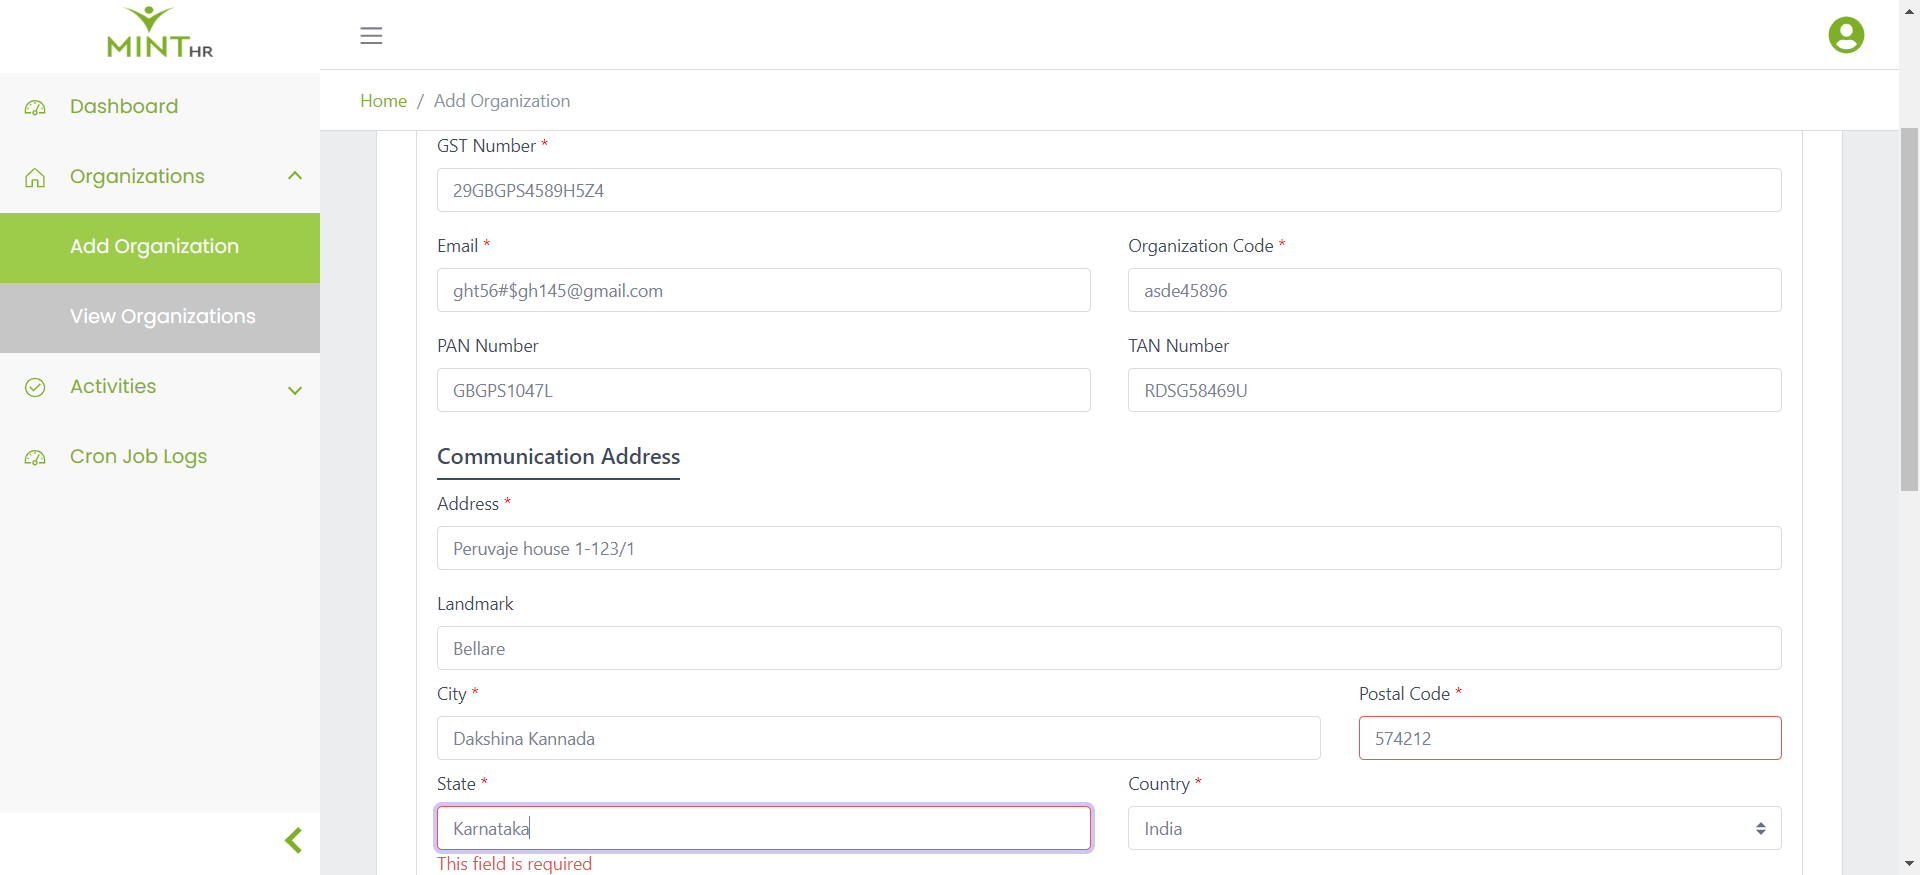 MINT HR
Home / Add Organization
Dashboard
Organizations
Add Organization
View Organizations
Activities
Cron Job Logs
GST Number *
29GBGPS4589H5Z4
Email *
Organization Code *
ght56#$gh145@gmail.com
asde45896
PAN Number
TAN Number
GBGPS1047L
RDSG58469U
Communication Address
Address *
Peruvaje house 1-123/1
Landmark
Bellare
City *
Postal Code *
Dakshina Kannada
574212
State *
Country *
Karnataka
India
This field is required